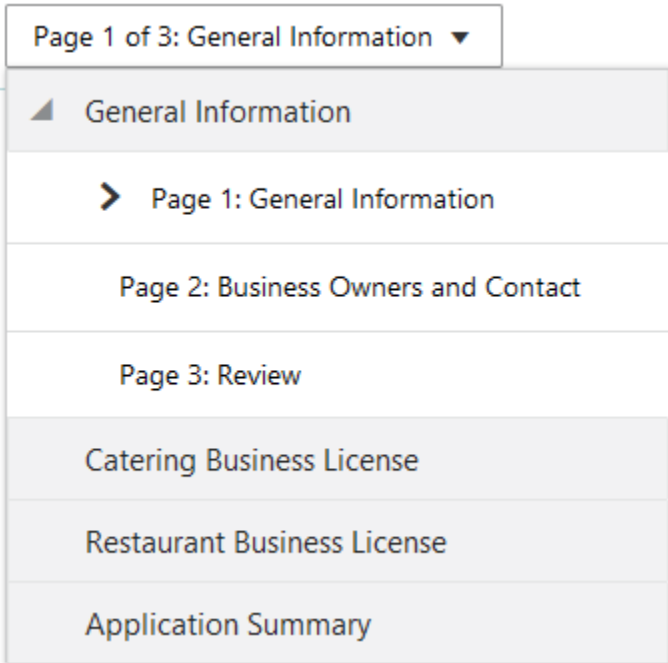 Page 1 of 3: General Information
General Information
Page 1: General Information
Page 2: Business Owners and Contact
Page 3: Review
Catering Business License
Restaurant Business License
Application Summary